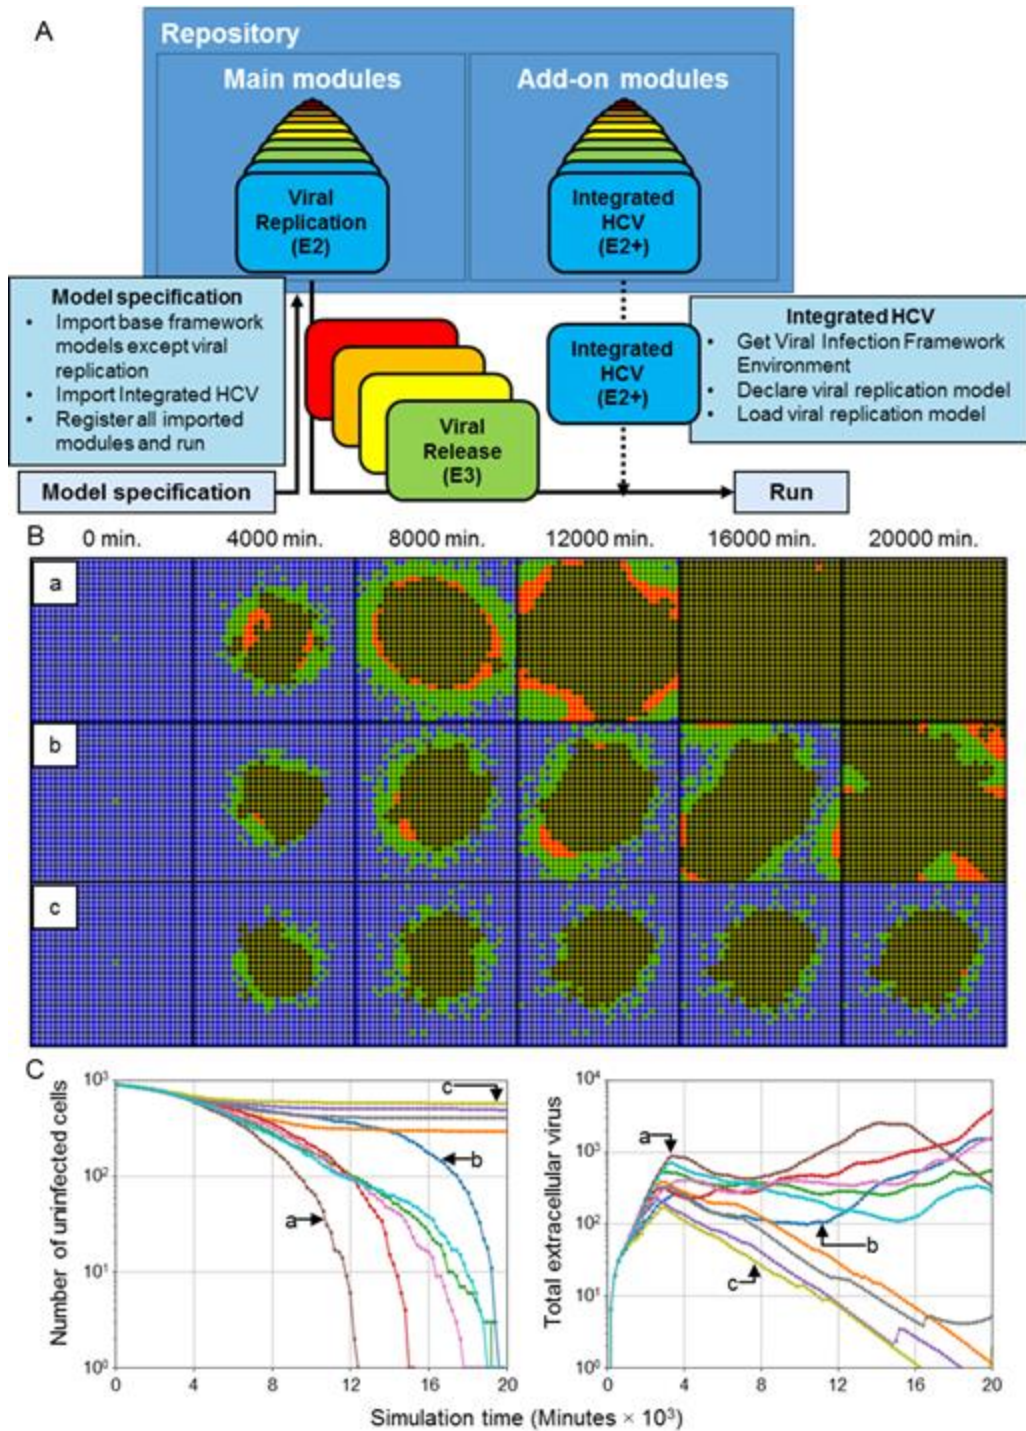 A
Repository
Main modules
Add-on modules
Viral
Replication
(E2)
Integrated
HCV
(E2+)
Model specification
• Import base framework
models except viral
replication
• Import Integrated HCV
• Register all imported
modules and run
Model specification
Viral
Release
(E3)
Integrated
HCV
(E2+)
Integrated HCV
• Get Viral Infection Framework
Environment
• Declare viral replication model
• Load viral replication model
Run
B
0 min. 4000 min. 8000 min. 12000 min. 16000 min. 20000 min.
a
b
c
C
Number of uninfected cells
10³
10²
10¹
10⁰
0 4 8 12 16 20
c
b
a
Total extracellular virus
10⁴
10³
10²
10¹
10⁰
0 4 8 12 16 20
a
b
c
Simulation time (Minutes × 10³)